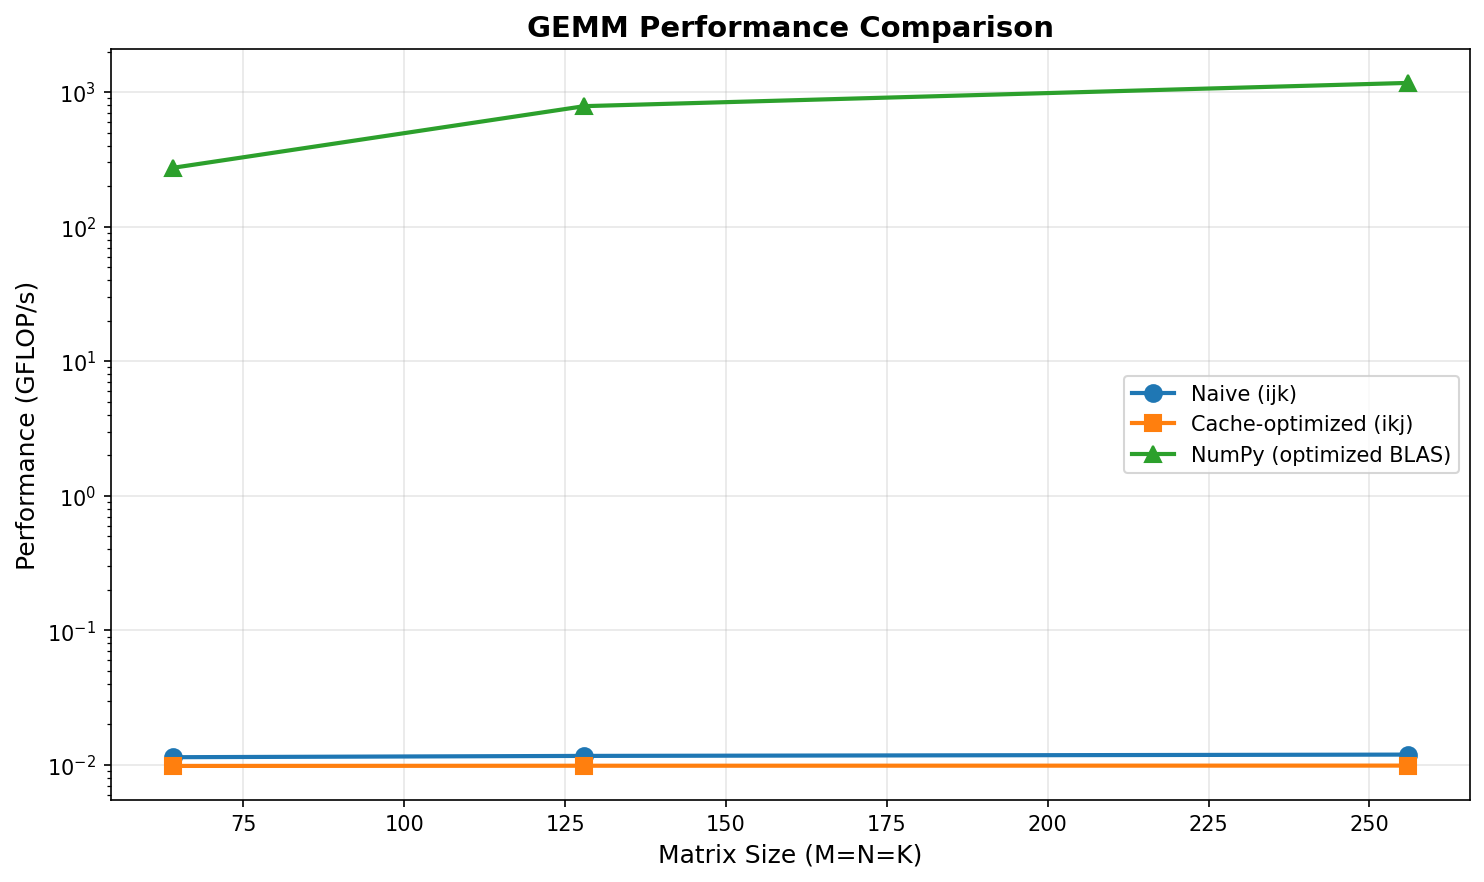 GEMM Performance Comparison
Performance (GFLOP/s)
10³
10²
10¹
10⁰
10⁻¹
10⁻²
Naive (ijk)
Cache-optimized (ikj)
NumPy (optimized BLAS)
75 100 125 150 175 200 225 250
Matrix Size (M=N=K)